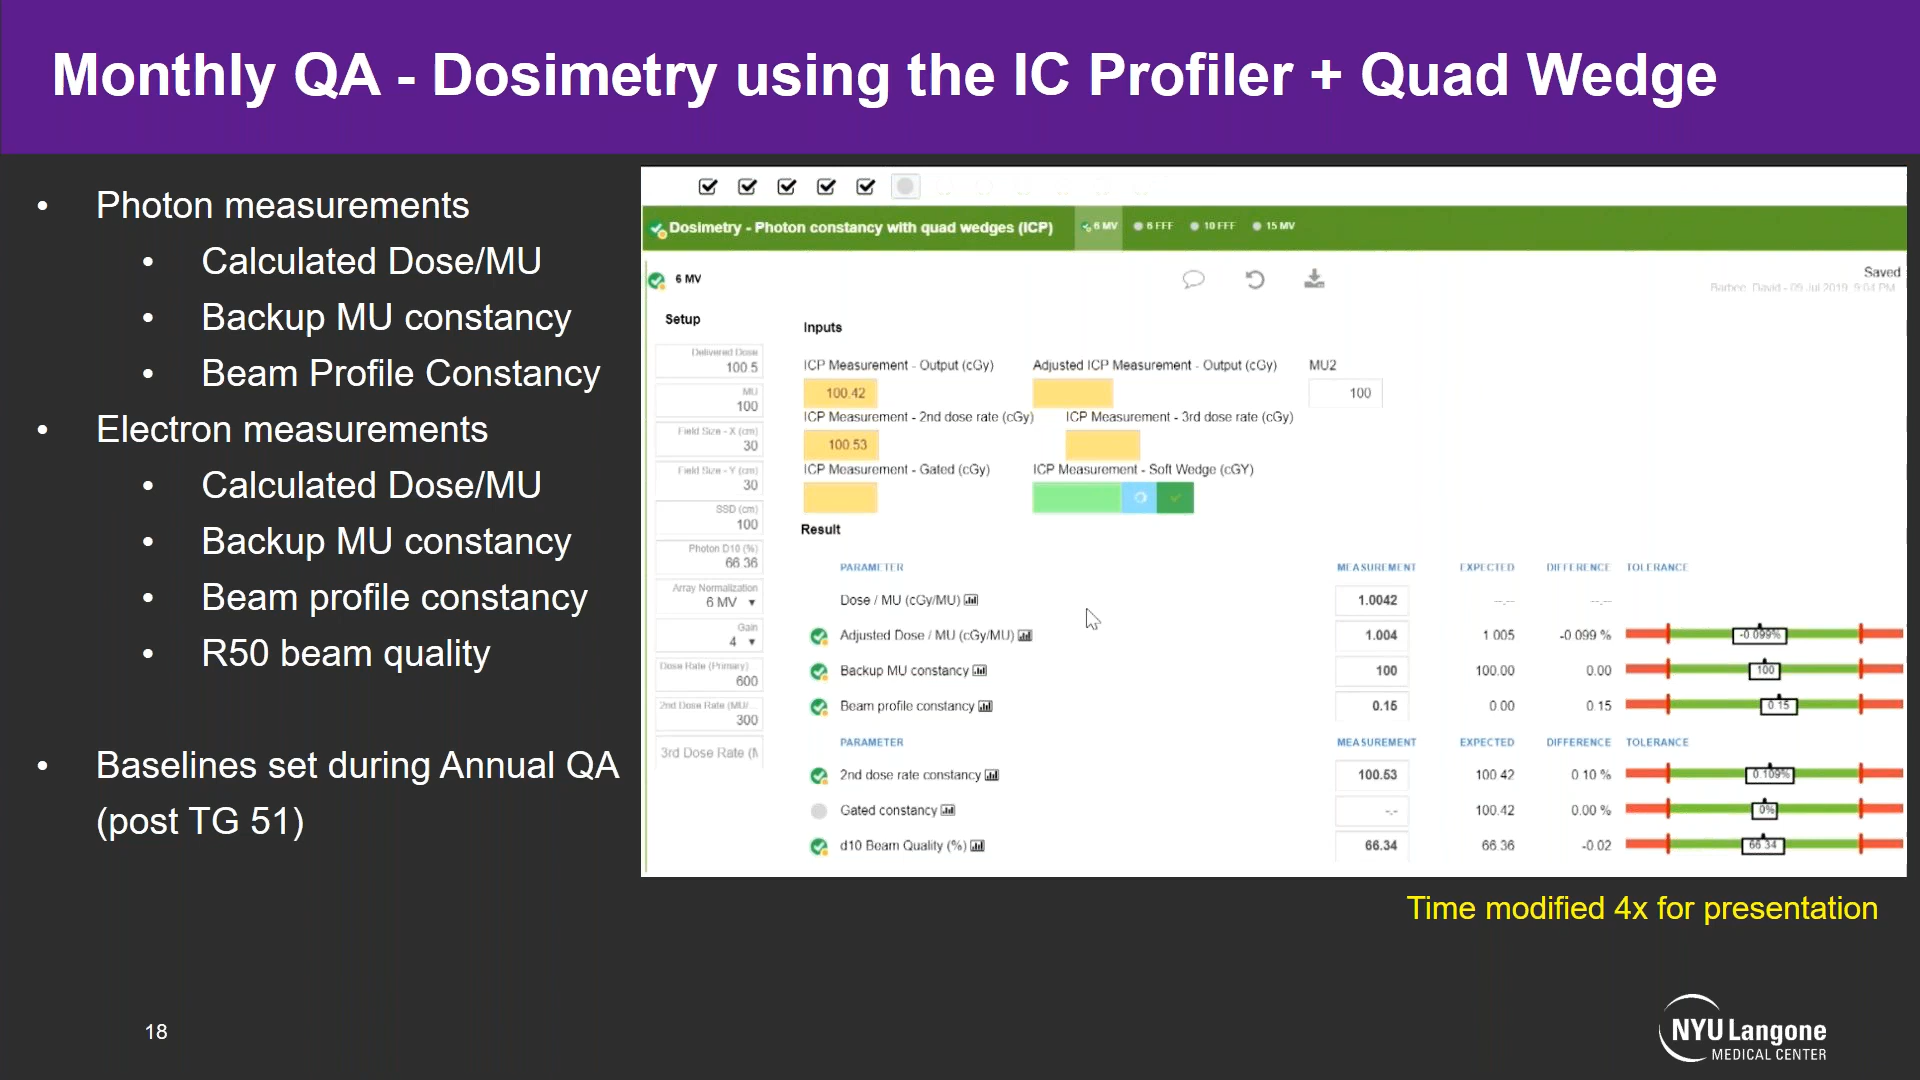 Monthly QA - Dosimetry using the IC Profiler + Quad Wedge
• Photon measurements
• Calculated Dose/MU
• Backup MU constancy
• Beam Profile Constancy
• Electron measurements
• Calculated Dose/MU
• Backup MU constancy
• Beam profile constancy
• R50 beam quality
• Baselines set during Annual QA
(post TG 51)
Dosimetry - Photon constancy with quad wedges (ICP) 6 MV 6 FFF 10 FFF 15 MV
6 MV
Saved
Barbee, David - 09 Jul 2019, 9:04 PM
Setup
Delivered Dose
100.5
MU
100
Field Size - X (cm)
30
Field Size - Y (cm)
30
SSD (cm)
100
Photon D10 (%)
66 36
Array Normalization
6 MV
Gain
4
Dose Rate (Primary)
600
2nd Dose Rate (MU/...
300
3rd Dose Rate (M
Inputs
ICP Measurement - Output (cGy) Adjusted ICP Measurement - Output (cGy) MU2
100.42 100
ICP Measurement - 2nd dose rate (cGy) ICP Measurement - 3rd dose rate (cGy)
100.53
ICP Measurement - Gated (cGy) ICP Measurement - Soft Wedge (cGY)
Result
PARAMETER MEASUREMENT EXPECTED DIFFERENCE TOLERANCE
Dose / MU (cGy/MU) 1.0042 --.-- --.--
Adjusted Dose / MU (cGy/MU) 1.004 1 005 -0 099 % -0 099%
Backup MU constancy 100 100.00 0.00 100
Beam profile constancy 0.15 0.00 0 15 0 15
PARAMETER MEASUREMENT EXPECTED DIFFERENCE TOLERANCE
2nd dose rate constancy 100.53 100 42 0 10 % 0.109%
Gated constancy -.- 100.42 0.00 % 0%
d10 Beam Quality (%) 66.34 66 36 -0.02 66 34
Time modified 4x for presentation
18
NYU Langone
MEDICAL CENTER